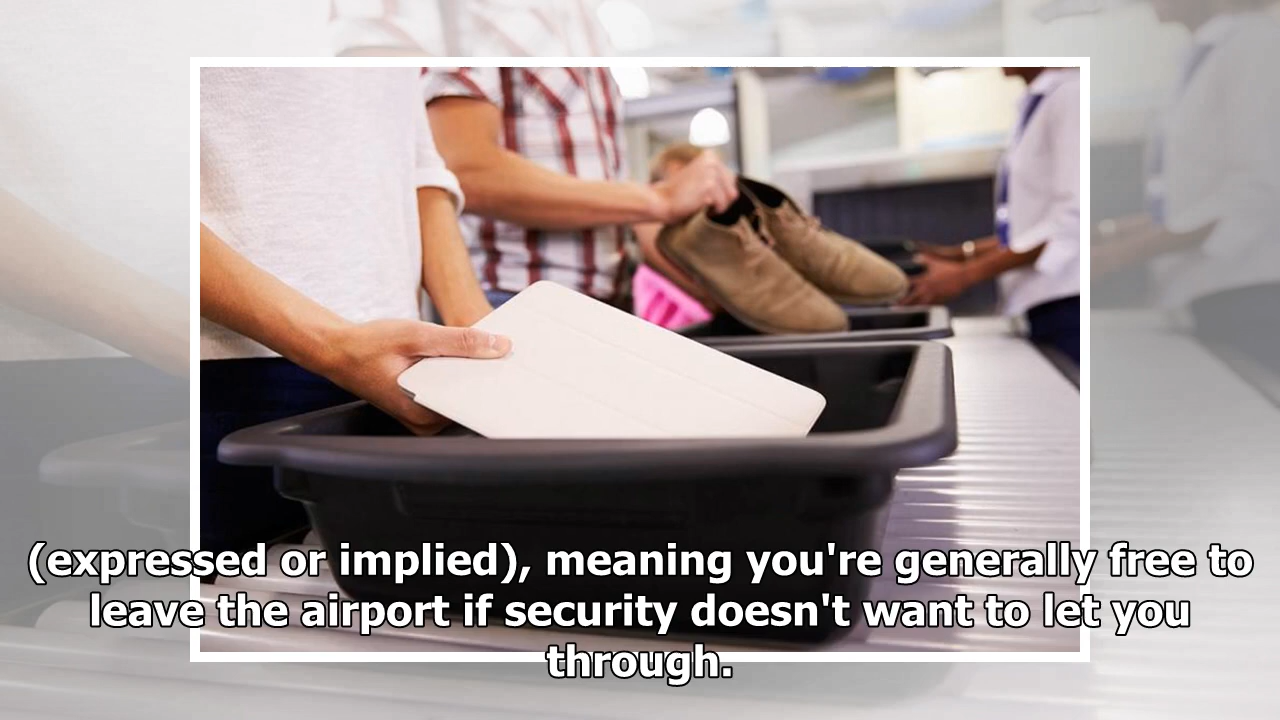 (expressed or implied), meaning you're generally free to
leave the airport if security doesn't want to let you
through.